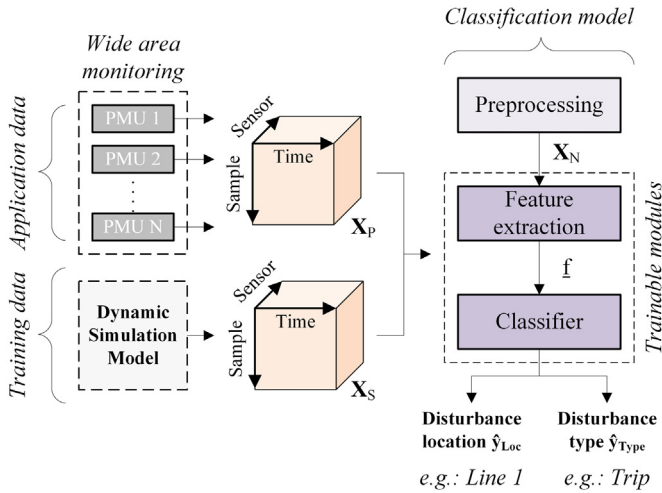 Classification model
Wide area
monitoring
Application data
PMU 1
PMU 2
PMU N
Sensor
Time
Sample
X_P
Training data
Dynamic
Simulation
Model
Sensor
Time
Sample
X_S
Preprocessing
X_N
Feature
extraction
f
Classifier
Trainable modules
Disturbance
location ŷ_Loc
e.g.: Line 1
Disturbance
type ŷ_Type
e.g.: Trip